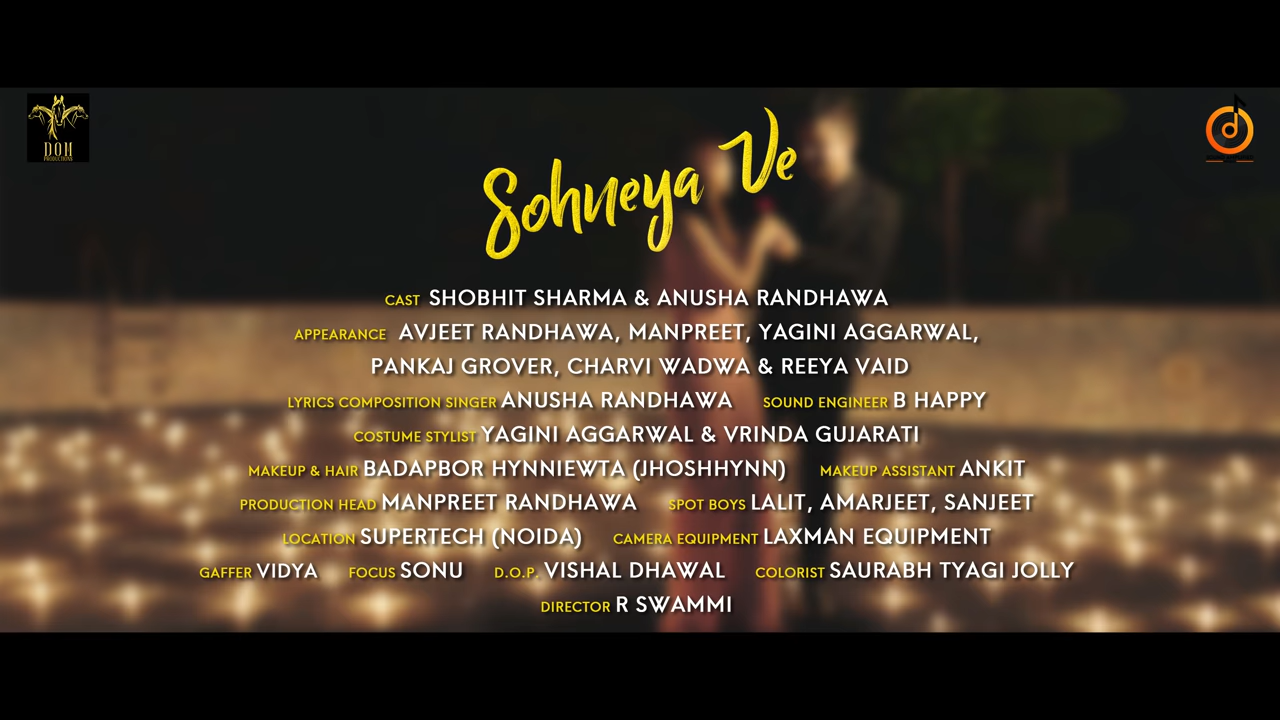 DOM
PRODUCTIONS
Sohneya Ve
CAST SHOBHIT SHARMA & ANUSHA RANDHAWA
APPEARANCE AVJEET RANDHAWA, MANPREET, YAGINI AGGARWAL,
PANKAJ GROVER, CHARVI WADWA & REEYA VAID
LYRICS COMPOSITION SINGER ANUSHA RANDHAWA SOUND ENGINEER B HAPPY
COSTUME STYLIST YAGINI AGGARWAL & VRINDA GUJARATI
MAKEUP & HAIR BADAPBOR HYNNIEWTA (JHOSHHYNN) MAKEUP ASSISTANT ANKIT
PRODUCTION HEAD MANPREET RANDHAWA SPOT BOYS LALIT, AMARJEET, SANJEET
LOCATION SUPERTECH (NOIDA) CAMERA EQUIPMENT LAXMAN EQUIPMENT
GAFFER VIDYA FOCUS SONU D.O.P. VISHAL DHAWAL COLORIST SAURABH TYAGI JOLLY
DIRECTOR R SWAMMI